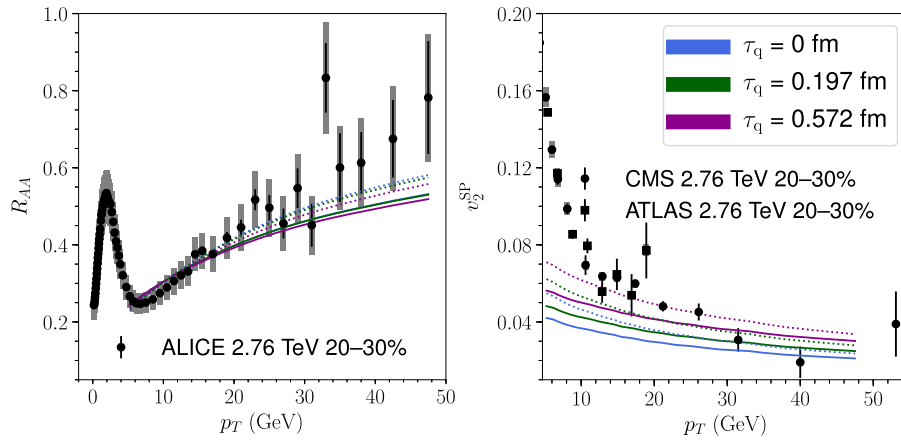 1.0
0.8
0.6
0.4
0.2
R_{AA}
0 10 20 30 40 50
p_T (GeV)
ALICE 2.76 TeV 20–30%
0.20
0.16
0.12
0.08
0.04
v_2^{SP}
10 20 30 40 50
p_T (GeV)
τ_q = 0 fm
τ_q = 0.197 fm
τ_q = 0.572 fm
CMS 2.76 TeV 20–30%
ATLAS 2.76 TeV 20–30%